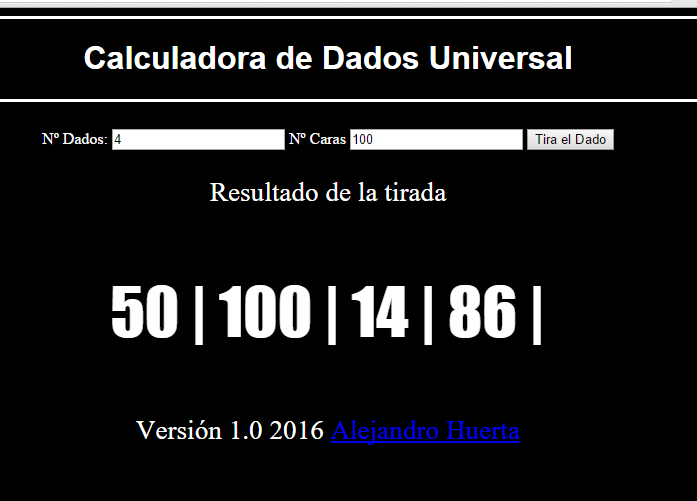 Calculadora de Dados Universal
Nº Dados: 4 Nº Caras 100 Tira el Dado
Resultado de la tirada
50 | 100 | 14 | 86 |
Versión 1.0 2016 Alejandro Huerta